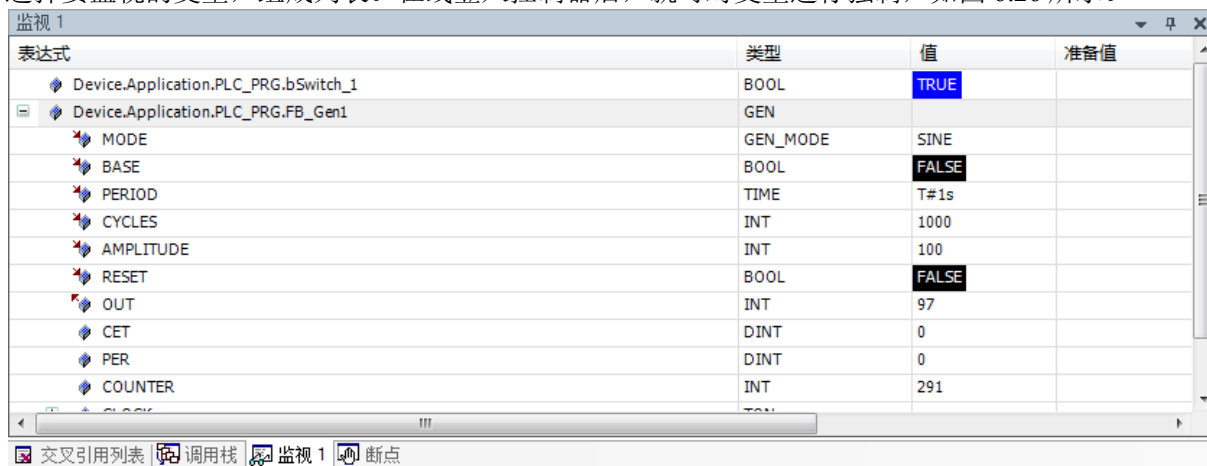 监视 1
表达式 类型 值 准备值
Device.Application.PLC_PRG.bSwitch_1 BOOL TRUE
Device.Application.PLC_PRG.FB_Gen1 GEN
MODE GEN_MODE SINE
BASE BOOL FALSE
PERIOD TIME T#1s
CYCLES INT 1000
AMPLITUDE INT 100
RESET BOOL FALSE
OUT INT 97
CET DINT 0
PER DINT 0
COUNTER INT 291
交叉引用列表 调用栈 监视 1 断点